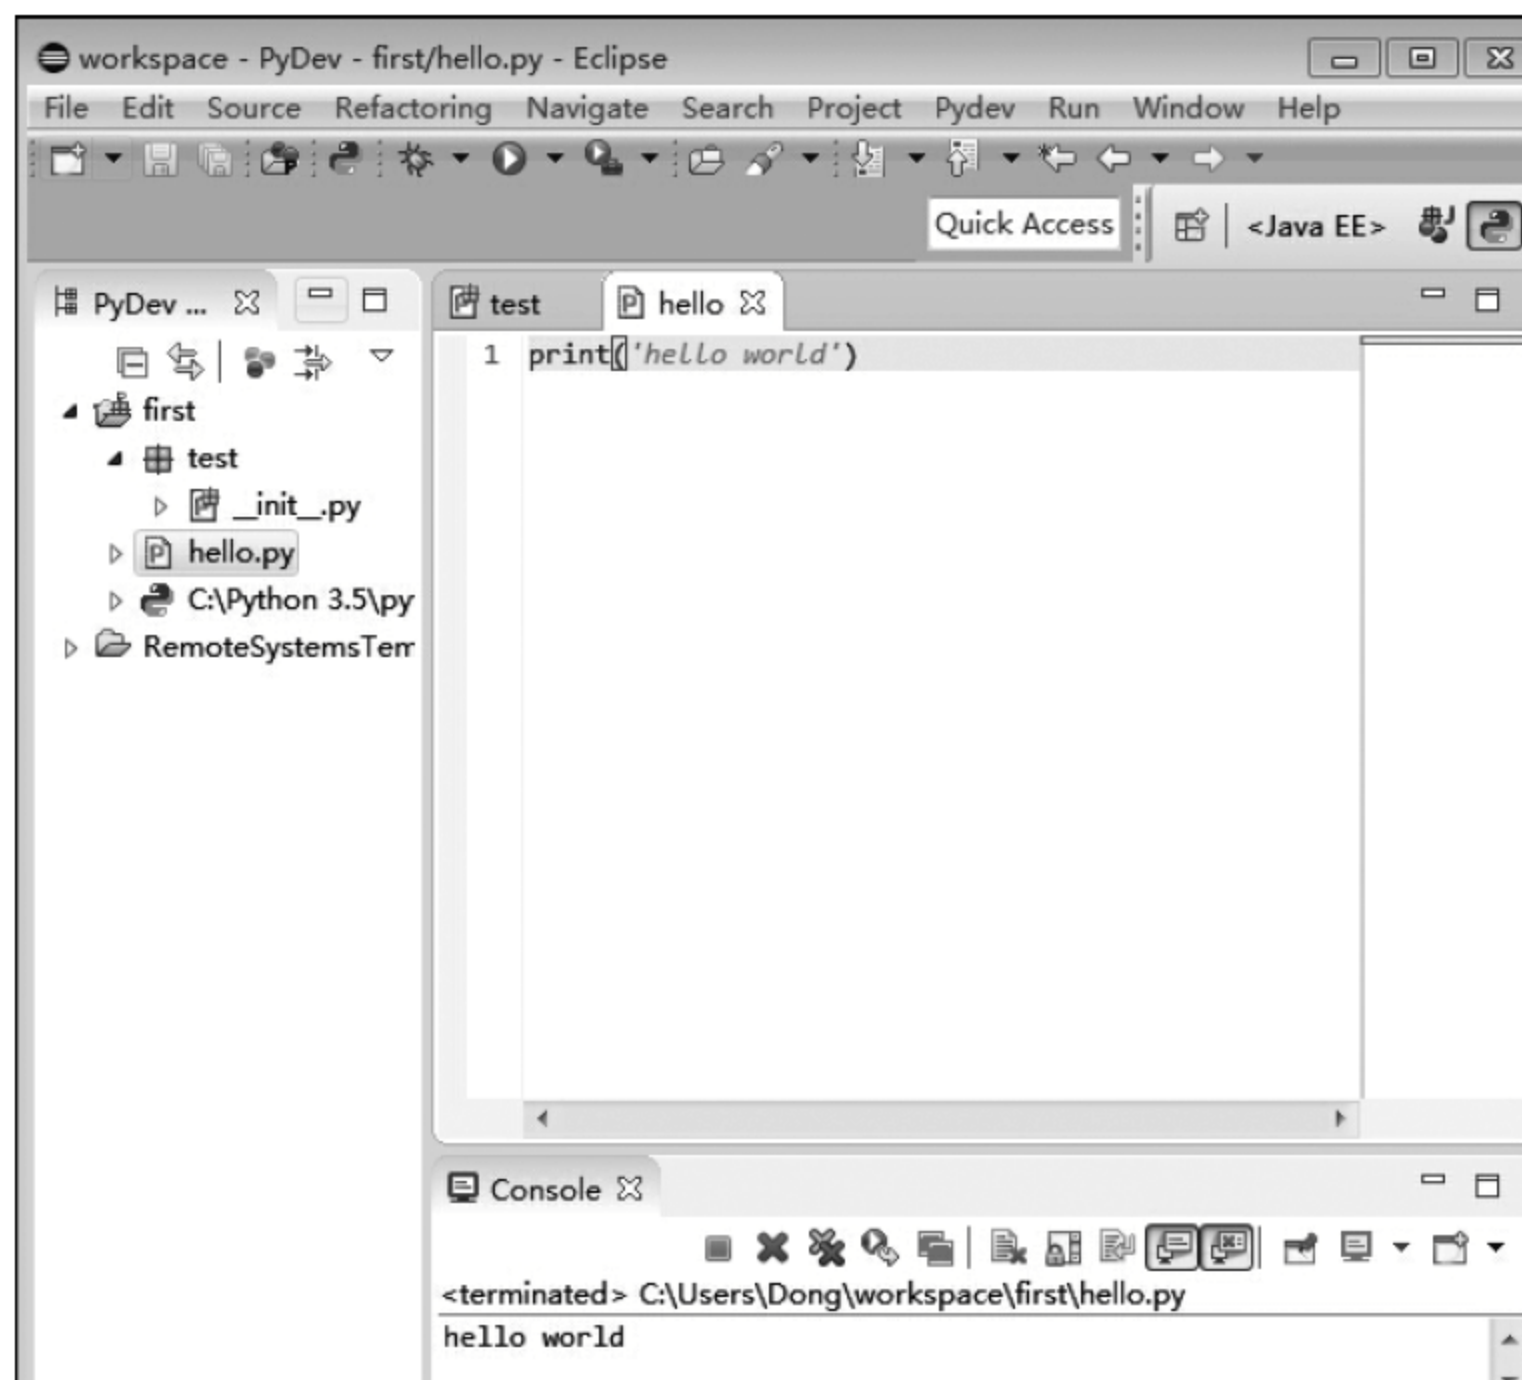 workspace - PyDev - first/hello.py - Eclipse
File Edit Source Refactoring Navigate Search Project Pydev Run Window Help
Quick Access
<Java EE>
PyDev ...
test
hello
1 print('hello world')
first
test
__init__.py
hello.py
C:\Python 3.5\py
RemoteSystemsTem
Console
<terminated> C:\Users\Dong\workspace\first\hello.py
hello world